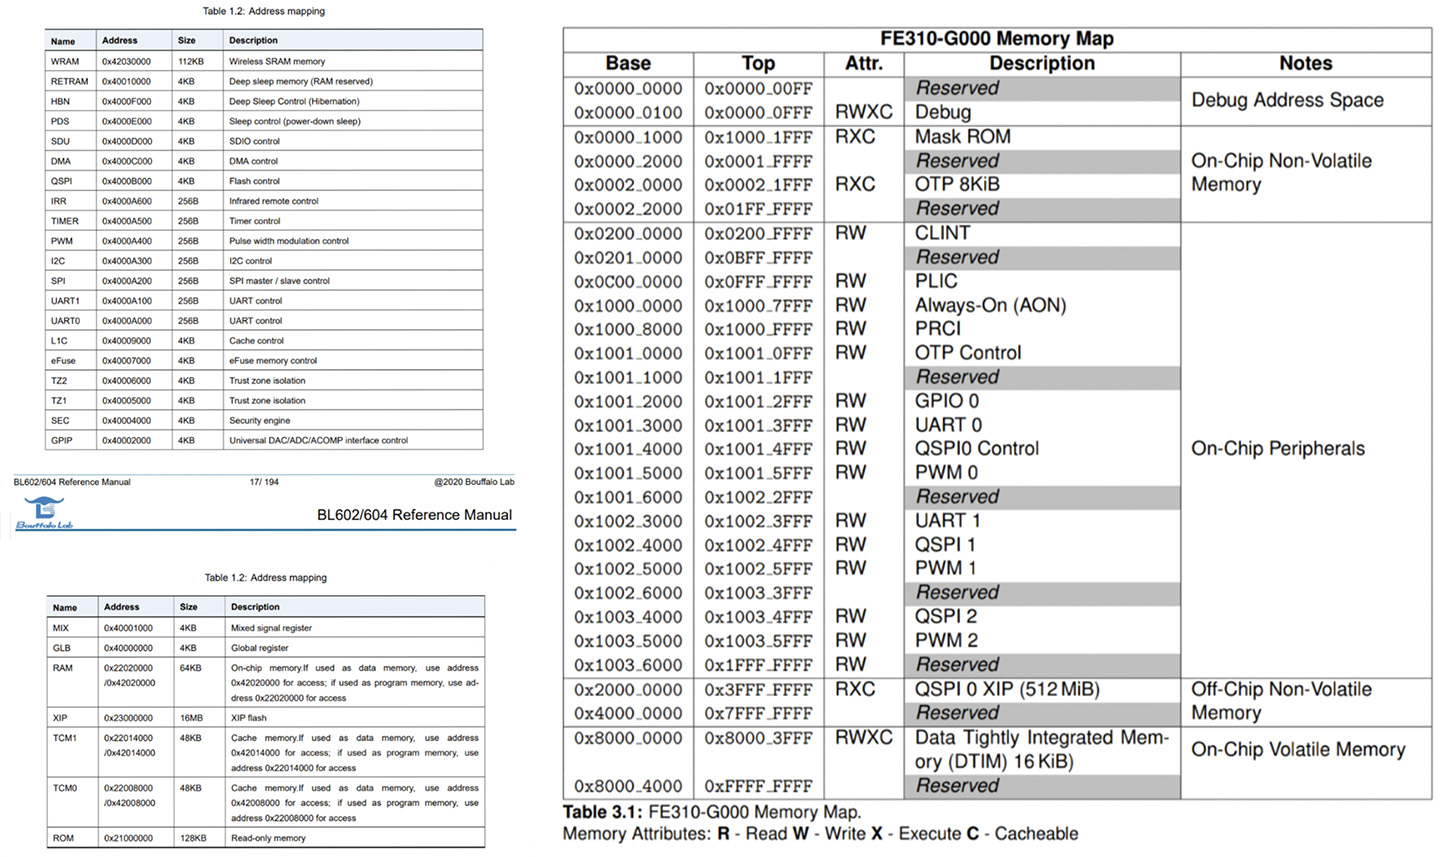 Table 1.2: Address mapping
Name Address Size Description
WRAM 0x42030000 112KB Wireless SRAM memory
RETRAM 0x40010000 4KB Deep sleep memory (RAM reserved)
HBN 0x4000F000 4KB Deep Sleep Control (Hibernation)
PDS 0x4000E000 4KB Sleep control (power-down sleep)
SDU 0x4000D000 4KB SDIO control
DMA 0x4000C000 4KB DMA control
QSPI 0x4000B000 4KB Flash control
IRR 0x4000A600 256B Infrared remote control
TIMER 0x4000A500 256B Timer control
PWM 0x4000A400 256B Pulse width modulation control
I2C 0x4000A300 256B I2C control
SPI 0x4000A200 256B SPI master / slave control
UART1 0x4000A100 256B UART control
UART0 0x4000A000 256B UART control
L1C 0x40009000 4KB Cache control
eFuse 0x40007000 4KB eFuse memory control
TZ2 0x40006000 4KB Trust zone isolation
TZ1 0x40005000 4KB Trust zone isolation
SEC 0x40004000 4KB Security engine
GPIP 0x40002000 4KB Universal DAC/ADC/ACOMP interface control
BL602/604 Reference Manual 17/ 194 @2020 Bouffalo Lab
Bouffalo Lab
BL602/604 Reference Manual
Table 1.2: Address mapping
Name Address Size Description
MIX 0x40001000 4KB Mixed signal register
GLB 0x40000000 4KB Global register
RAM 0x22020000 64KB On-chip memory.If used as data memory, use address
/0x42020000 0x42020000 for access; if used as program memory, use ad-
dress 0x22020000 for access
XIP 0x23000000 16MB XIP flash
TCM1 0x22014000 48KB Cache memory.If used as data memory, use address
/0x42014000 0x42014000 for access; if used as program memory, use
address 0x22014000 for access
TCM0 0x22008000 48KB Cache memory.If used as data memory, use address
/0x42008000 0x42008000 for access; if used as program memory, use
address 0x22008000 for access
ROM 0x21000000 128KB Read-only memory
FE310-G000 Memory Map
Base Top Attr. Description Notes
0x0000_0000 0x0000_00FF Reserved
Debug Address Space
0x0000_0100 0x0000_0FFF RWXC Debug
0x0000_1000 0x1000_1FFF RXC Mask ROM
0x0000_2000 0x0001_FFFF Reserved On-Chip Non-Volatile
0x0002_0000 0x0002_1FFF RXC OTP 8KiB Memory
0x0002_2000 0x01FF_FFFF Reserved
0x0200_0000 0x0200_FFFF RW CLINT
0x0201_0000 0x0BFF_FFFF Reserved
0x0C00_0000 0x0FFF_FFFF RW PLIC
0x1000_0000 0x1000_7FFF RW Always-On (AON)
0x1000_8000 0x1000_FFFF RW PRCI
0x1001_0000 0x1001_0FFF RW OTP Control
0x1001_1000 0x1001_1FFF Reserved
0x1001_2000 0x1001_2FFF RW GPIO 0
0x1001_3000 0x1001_3FFF RW UART 0
0x1001_4000 0x1001_4FFF RW QSPI0 Control On-Chip Peripherals
0x1001_5000 0x1001_5FFF RW PWM 0
0x1001_6000 0x1002_2FFF Reserved
0x1002_3000 0x1002_3FFF RW UART 1
0x1002_4000 0x1002_4FFF RW QSPI 1
0x1002_5000 0x1002_5FFF RW PWM 1
0x1002_6000 0x1003_3FFF Reserved
0x1003_4000 0x1003_4FFF RW QSPI 2
0x1003_5000 0x1003_5FFF RW PWM 2
0x1003_6000 0x1FFF_FFFF RW Reserved
0x2000_0000 0x3FFF_FFFF RXC QSPI 0 XIP (512 MiB) Off-Chip Non-Volatile
0x4000_0000 0x7FFF_FFFF Reserved Memory
0x8000_0000 0x8000_3FFF RWXC Data Tightly Integrated Mem-
ory (DTIM) 16 KiB) On-Chip Volatile Memory
0x8000_4000 0xFFFF_FFFF Reserved
Table 3.1: FE310-G000 Memory Map.
Memory Attributes: R - Read W - Write X - Execute C - Cacheable